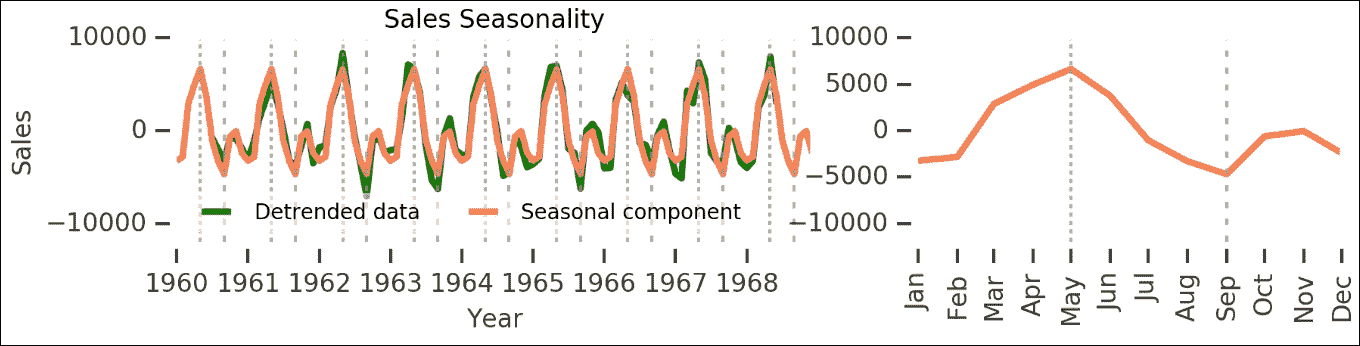 Sales Seasonality
Sales
10000
0
−10000
Detrended data
Seasonal component
1960 1961 1962 1963 1964 1965 1966 1967 1968
Year
10000
5000
0
−5000
−10000
Jan Feb Mar Apr May Jun Jul Aug Sep Oct Nov Dec